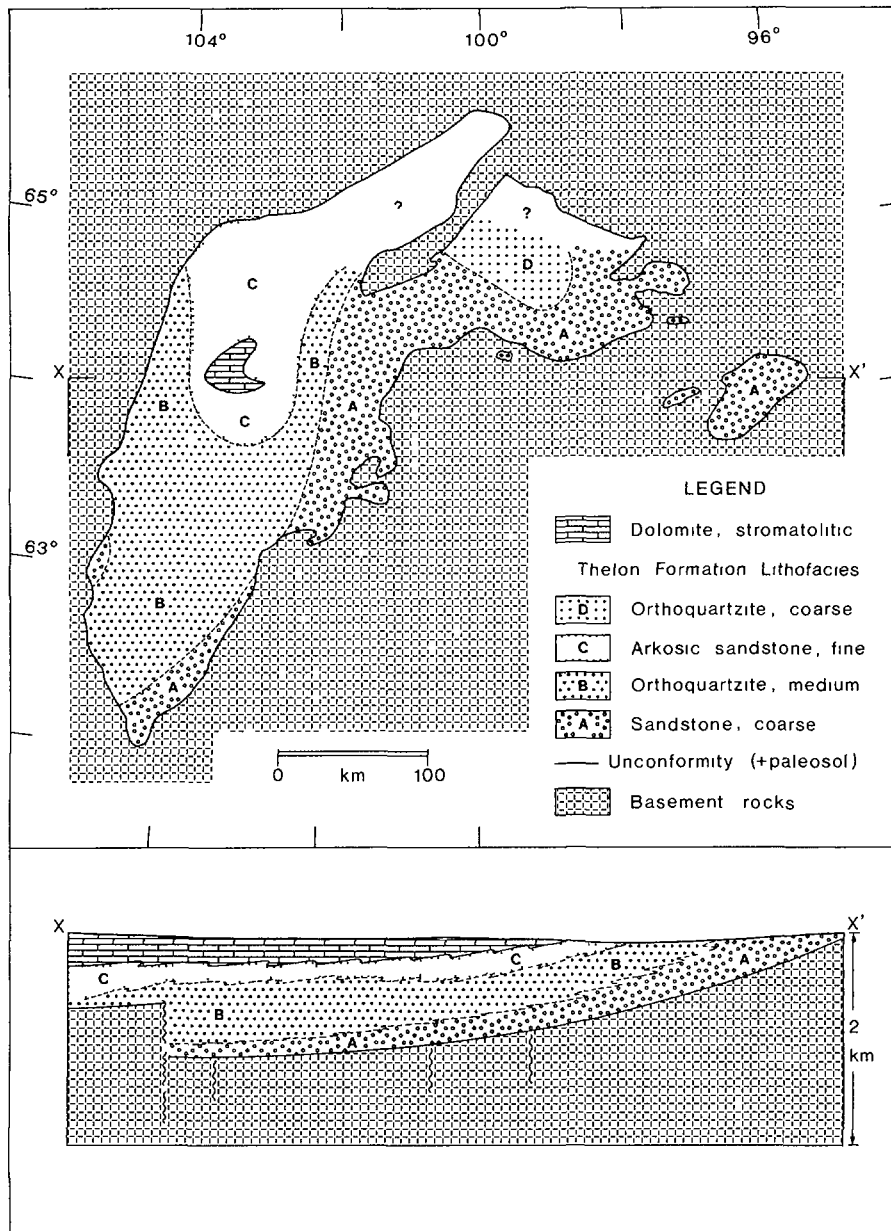 104° 100° 96°
65°
?
?
D
C
X X'
B
A
A
B
C
A
63°
B
A
LEGEND
Dolomite, stromatolitic
Thelon Formation Lithofacies
D Orthoquartzite, coarse
C Arkosic sandstone, fine
B Orthoquartzite, medium
A Sandstone, coarse
Unconformity (+paleosol)
Basement rocks
0 km 100
X X'
C C B A
B
A
2
km